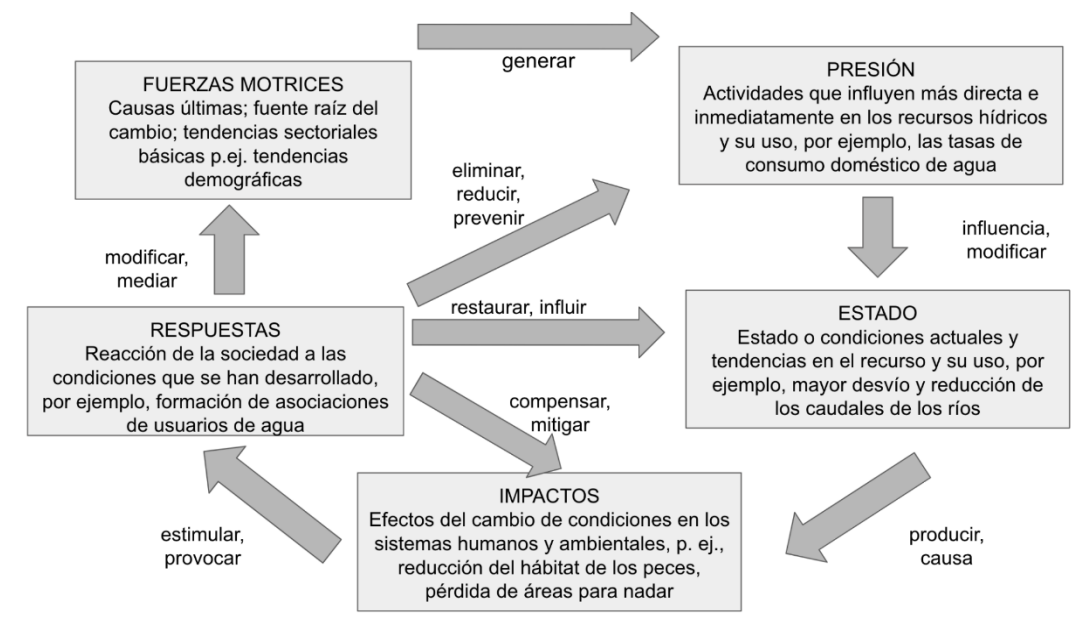 generar
FUERZAS MOTRICES
Causas últimas; fuente raíz del
cambio; tendencias sectoriales
básicas p.ej. tendencias
demográficas
PRESIÓN
Actividades que influyen más directa e
inmediatamente en los recursos hídricos
y su uso, por ejemplo, las tasas de
consumo doméstico de agua
eliminar,
reducir,
prevenir
modificar,
mediar
influencia,
modificar
restaurar, influir
RESPUESTAS
Reacción de la sociedad a las
condiciones que se han desarrollado,
por ejemplo, formación de asociaciones
de usuarios de agua
ESTADO
Estado o condiciones actuales y
tendencias en el recurso y su uso, por
ejemplo, mayor desvío y reducción de
los caudales de los ríos
compensar,
mitigar
IMPACTOS
Efectos del cambio de condiciones en los
sistemas humanos y ambientales, p. ej.,
reducción del hábitat de los peces,
pérdida de áreas para nadar
estimular,
provocar
producir,
causa